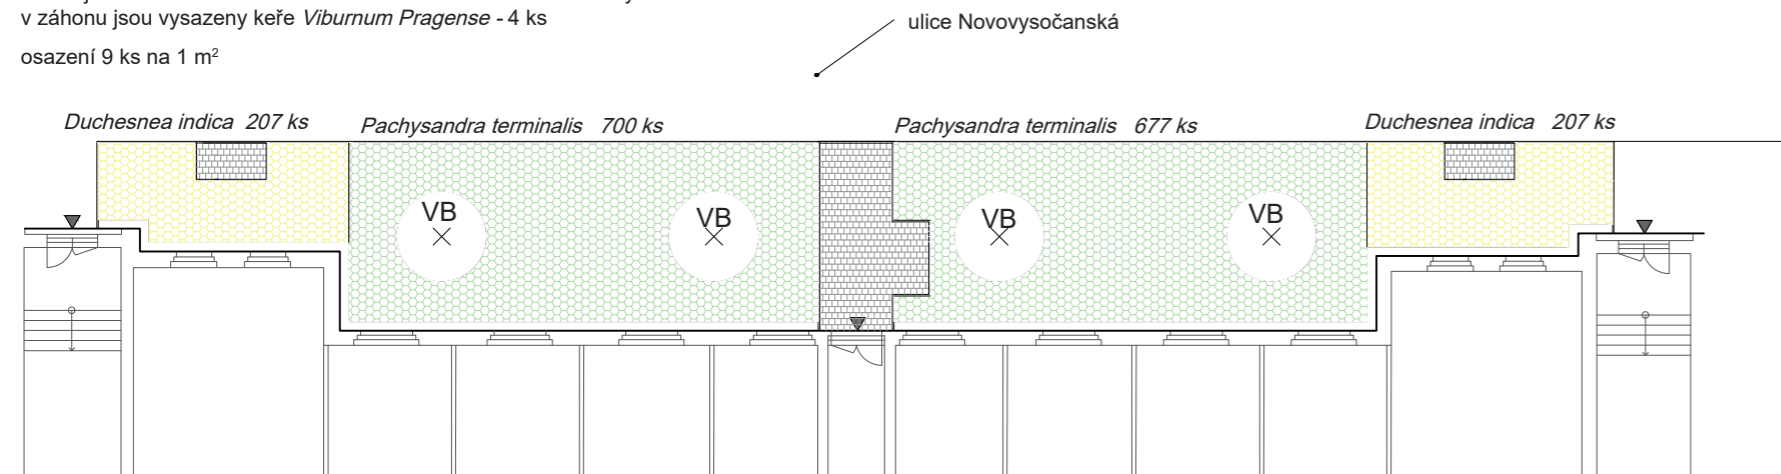 v záhonu jsou vysazeny keře Viburnum Pragense - 4 ks
osazení 9 ks na 1 m²
ulice Novovysočanská
Duchesnea indica 207 ks
Pachysandra terminalis 700 ks
Pachysandra terminalis 677 ks
Duchesnea indica 207 ks
VB
VB
VB
VB